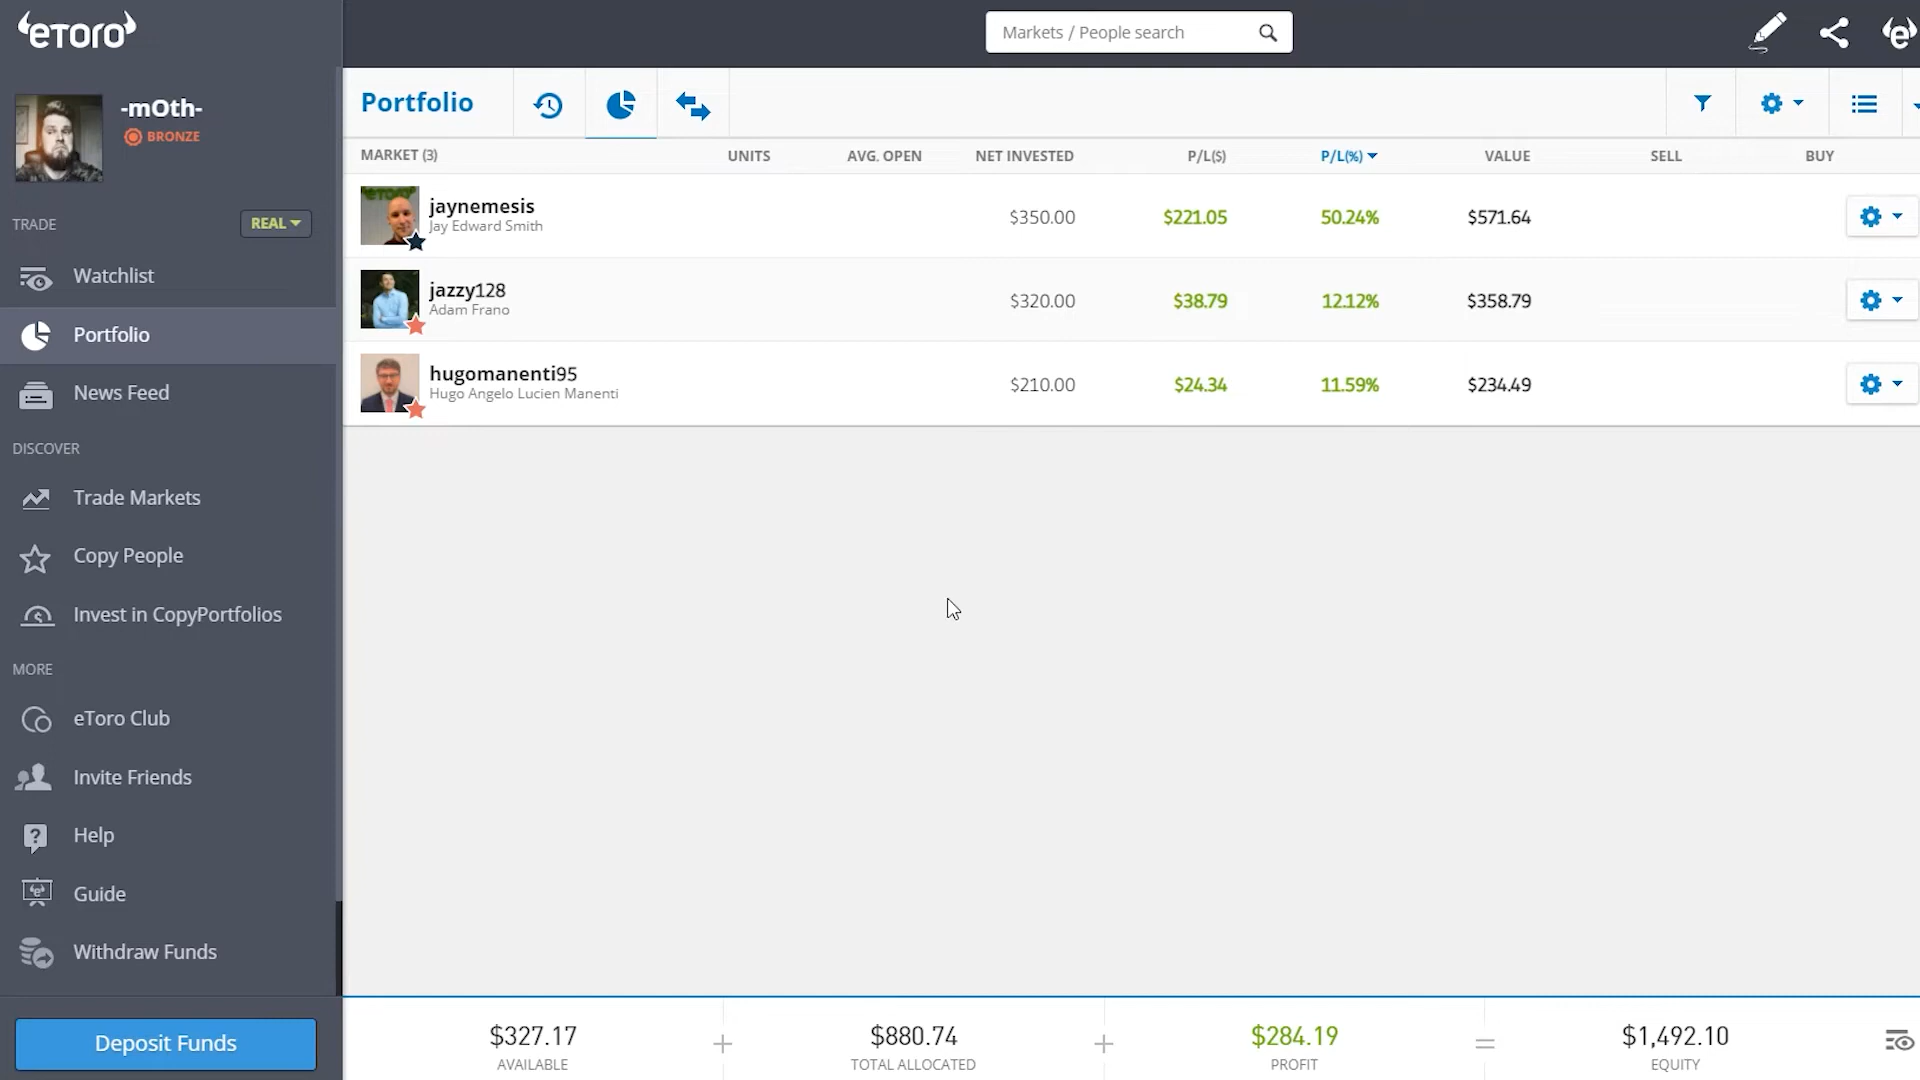 eTORO
Markets / People search
-mOth-
BRONZE
TRADE
REAL
Watchlist
Portfolio
News Feed
DISCOVER
Trade Markets
Copy People
Invest in CopyPortfolios
MORE
eToro Club
Invite Friends
Help
Guide
Withdraw Funds
Deposit Funds
Portfolio
MARKET (3) UNITS AVG. OPEN NET INVESTED P/L($) P/L(%) VALUE SELL BUY
jaynemesis
Jay Edward Smith
$350.00 $221.05 50.24% $571.64
jazzy128
Adam Frano
$320.00 $38.79 12.12% $358.79
hugomanenti95
Hugo Angelo Lucien Manenti
$210.00 $24.34 11.59% $234.49
$327.17 + $880.74 + $284.19 = $1,492.10
AVAILABLE TOTAL ALLOCATED PROFIT EQUITY